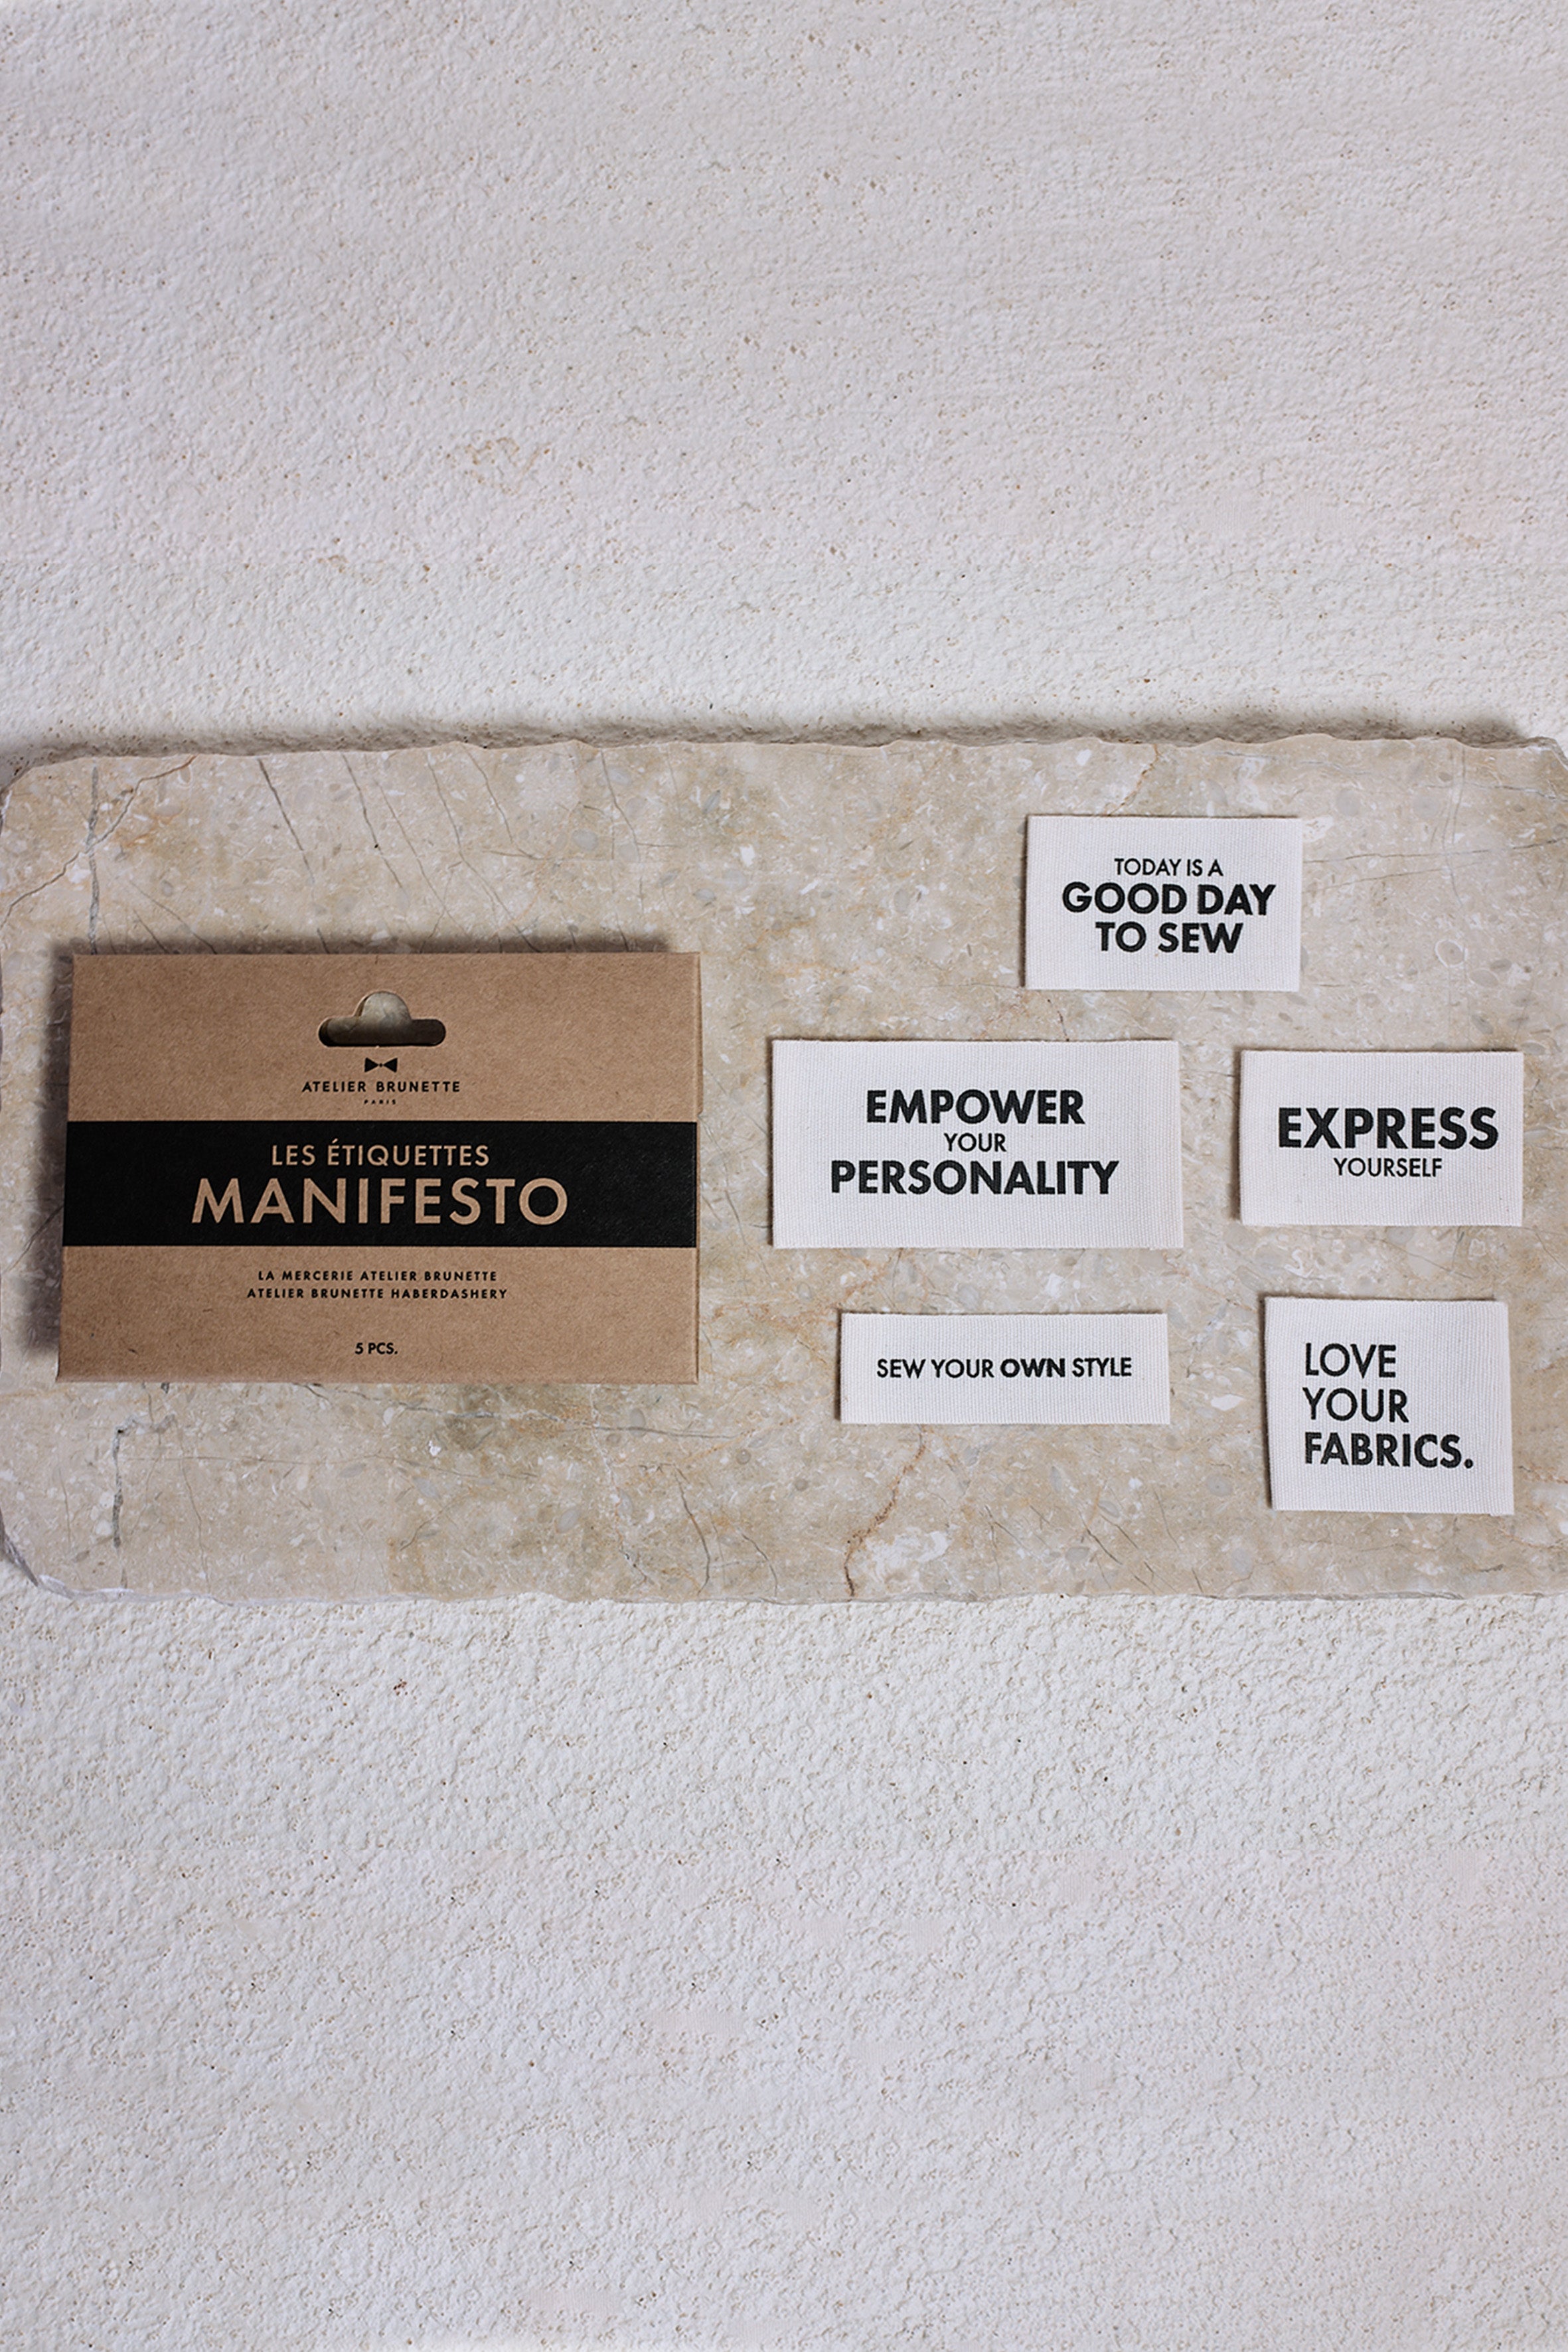 ATELIER BRUNETTE
PARIS
LES ÉTIQUETTES
MANIFESTO
LA MERCERIE ATELIER BRUNETTE
ATELIER BRUNETTE HABERDASHERY
5 PCS.
TODAY IS A
GOOD DAY
TO SEW
EMPOWER
YOUR
PERSONALITY
EXPRESS
YOURSELF
SEW YOUR OWN STYLE
LOVE
YOUR
FABRICS.